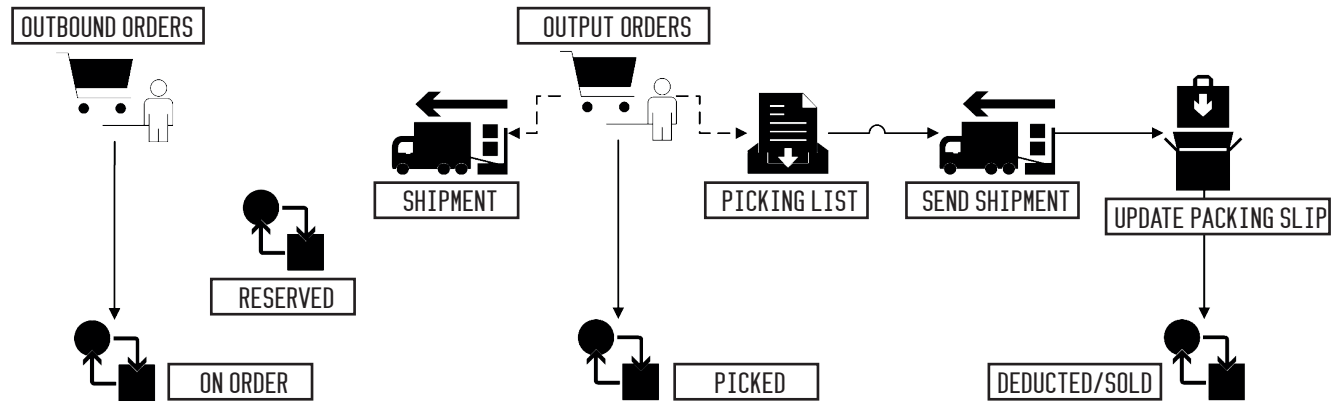 OUTBOUND ORDERS
OUTPUT ORDERS
SHIPMENT
PICKING LIST
SEND SHIPMENT
UPDATE PACKING SLIP
RESERVED
ON ORDER
PICKED
DEDUCTED/SOLD